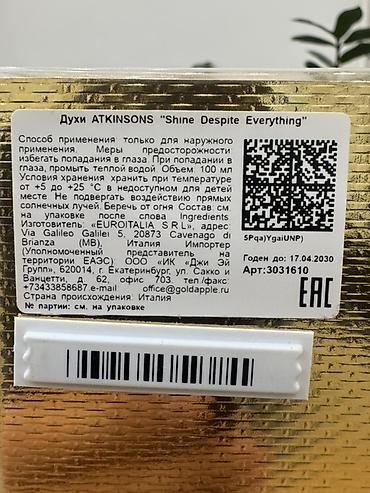 Духи ATKINSONS "Shine Despite Everything"
Способ применения только для наружного
применения. Меры предосторожности:
избегать попадания в глаза. При попадании в
глаза, промыть теплой водой Объем: 100 мл
Условия хранения хранить при температуре
от +5 до +25 °C в недоступном для детей
месте Не подвергать воздействию прямых
солнечных лучей. Беречь от огня Состав: см.
на упаковке после слова Ingredients
Изготовитель: «EUROITALIA S R L», адрес:
Via Galileo Galilei 5, 20873 Cavenago di
Brianza (MB), Италия Импортер
(Уполномоченный представитель на
территории ЕАЭС) ООО «ИК «Джи Эй
Групп», 620014, г. Екатеринбург, ул. Сакко и
Ванцетти, д. 62, офис 703. тел/факс:
+73433858687 e-mail office@goldapple.ru
Страна происхождения Италия
№ партии: см. на упаковке
5Pqa)YgaiUNP)
Годен до: 17.04.2030
Арт:3031610
EAC